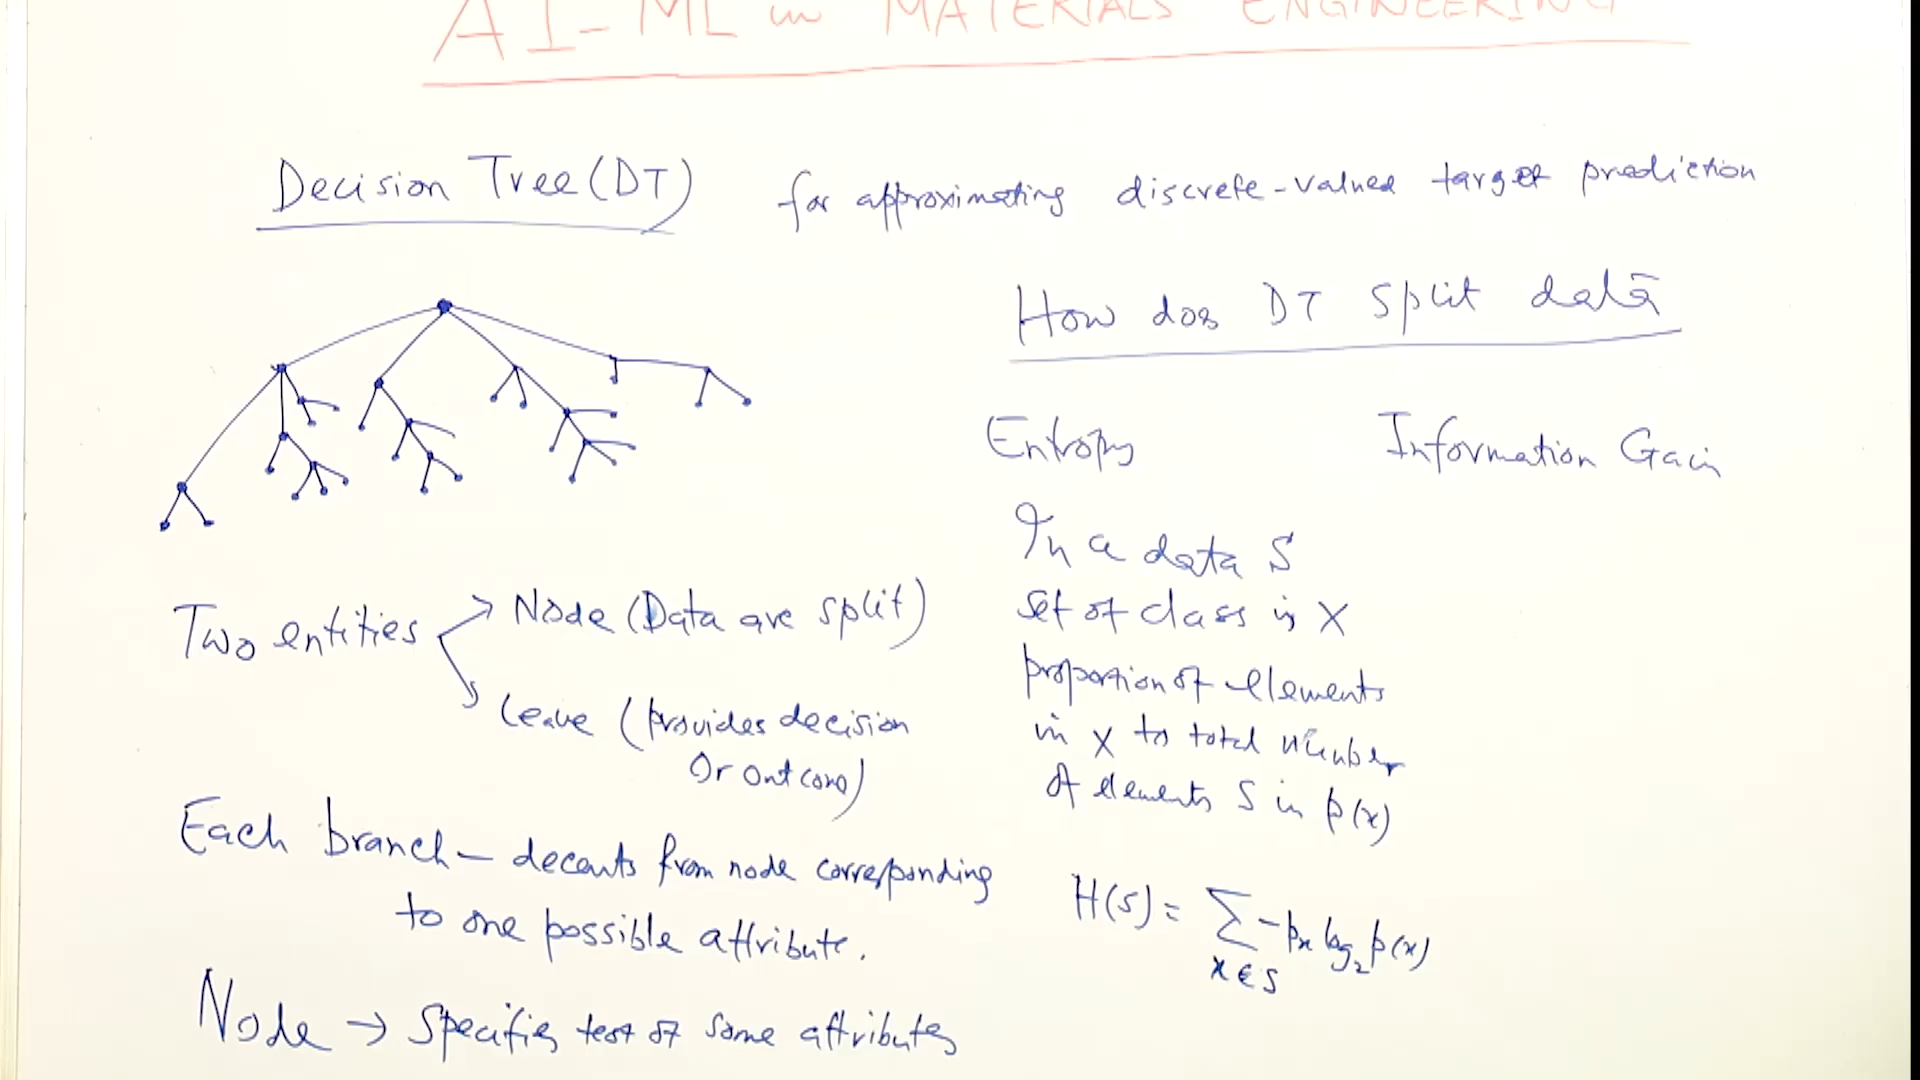 AI-ML in MATERIALS ENGINEERING
Decision Tree (DT) for approximating discrete-valued target prediction
Two entities
Node (Data are split)
Leave (provides decision
Or outcome)
Each branch – decents from node corresponding
to one possible attribute.
Node → Specifies test of some attributes
How does DT Split data
Entropy Information Gain
In a data S
Set of class is X
proportion of elements
in X to total number
of elements S in p(x)
H(S) = ∑ -pₓ log₂ p(x)
x ∈ S